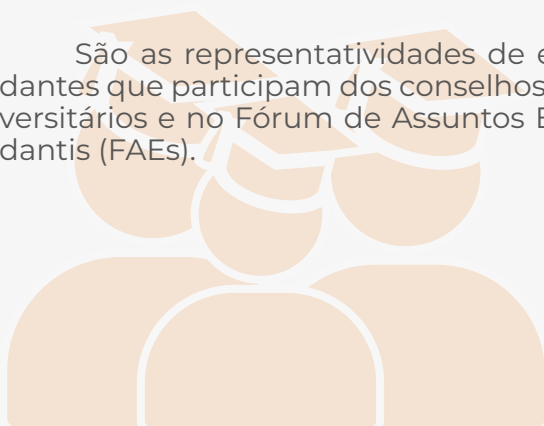 São as representatividades de e
dantes que participam dos conselhos
versitários e no Fórum de Assuntos E
dantis (FAEs).